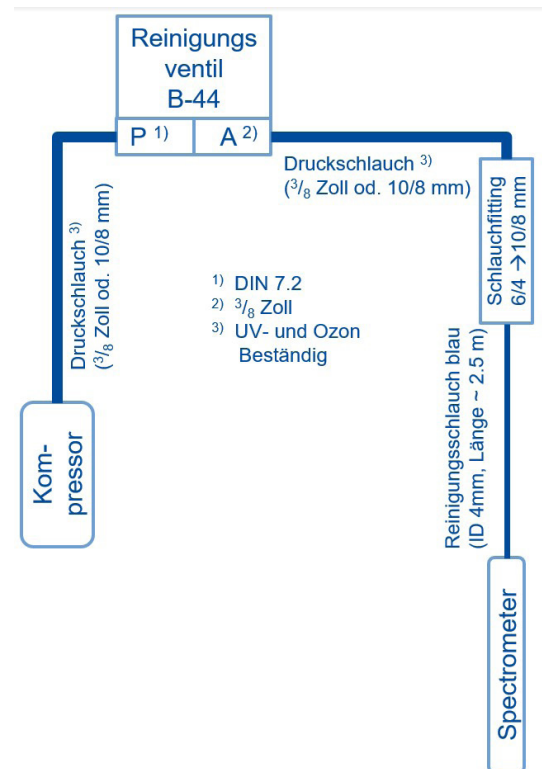 Reinigungs
ventil
B-44
P 1)
A 2)
Druckschlauch 3)
(3/8 Zoll od. 10/8 mm)
Druckschlauch 3)
(3/8 Zoll od. 10/8 mm)
Schlauchfitting
6/4 →10/8 mm
1) DIN 7.2
2) 3/8 Zoll
3) UV- und Ozon
Beständig
Reinigungsschlauch blau
(ID 4mm, Länge ~ 2.5 m)
Kom-
pressor
Spectrometer